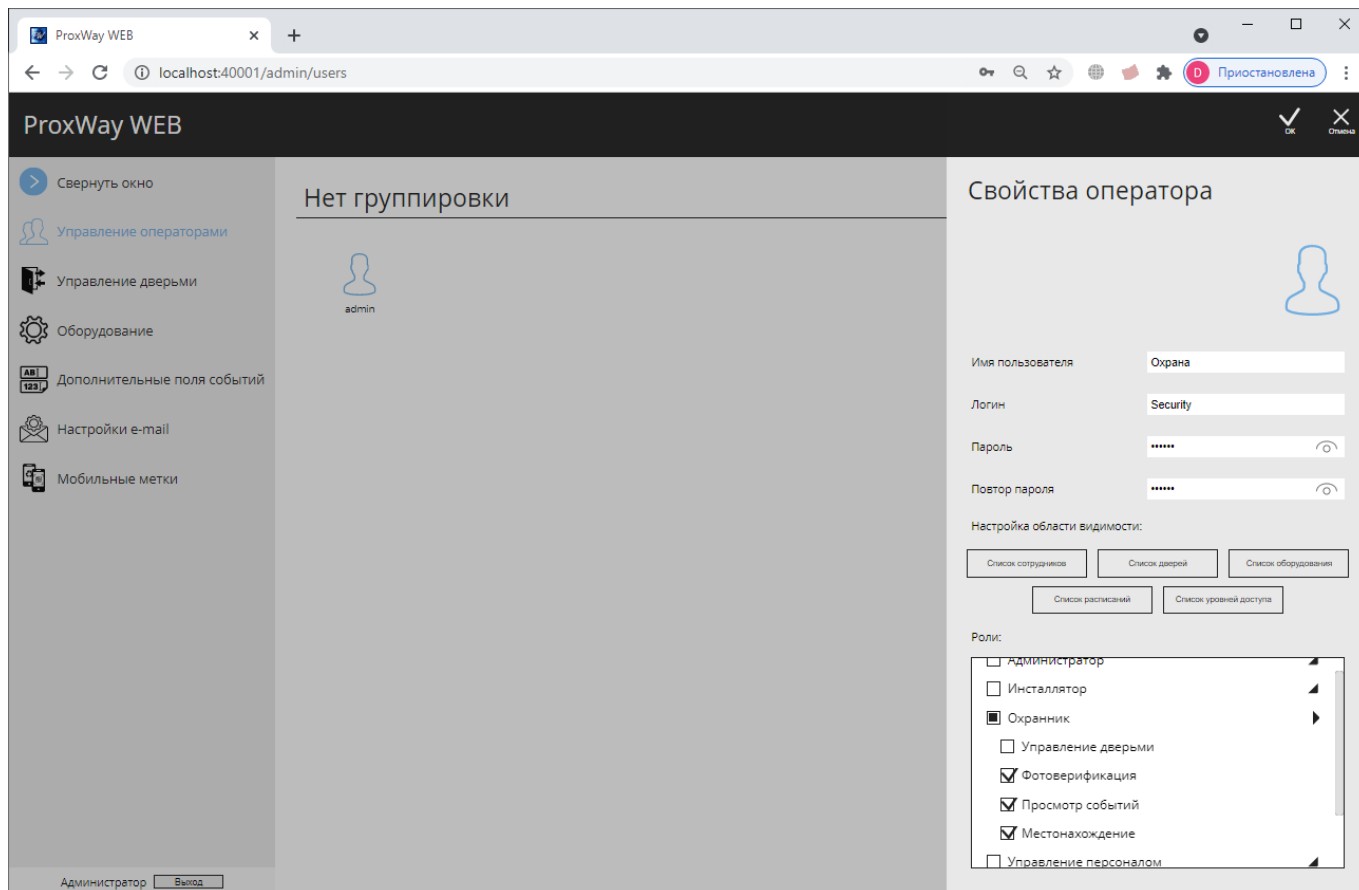 ProxWay WEB
localhost:40001/admin/users
D Приостановлена
ProxWay WEB
OK
Отмена
Свернуть окно
Управление операторами
Управление дверьми
Оборудование
AB 123 Дополнительные поля событий
Настройки e-mail
Мобильные метки
Администратор Выход
Нет группировки
admin
Свойства оператора
Имя пользователя Охрана
Логин Security
Пароль ••••••
Повтор пароля ••••••
Настройка области видимости:
Список сотрудников Список дверей Список оборудования
Список расписаний Список уровней доступа
Роли:
Администратор
Инсталлятор
Охранник
Управление дверьми
Фотоверификация
Просмотр событий
Местонахождение
Управление персоналом